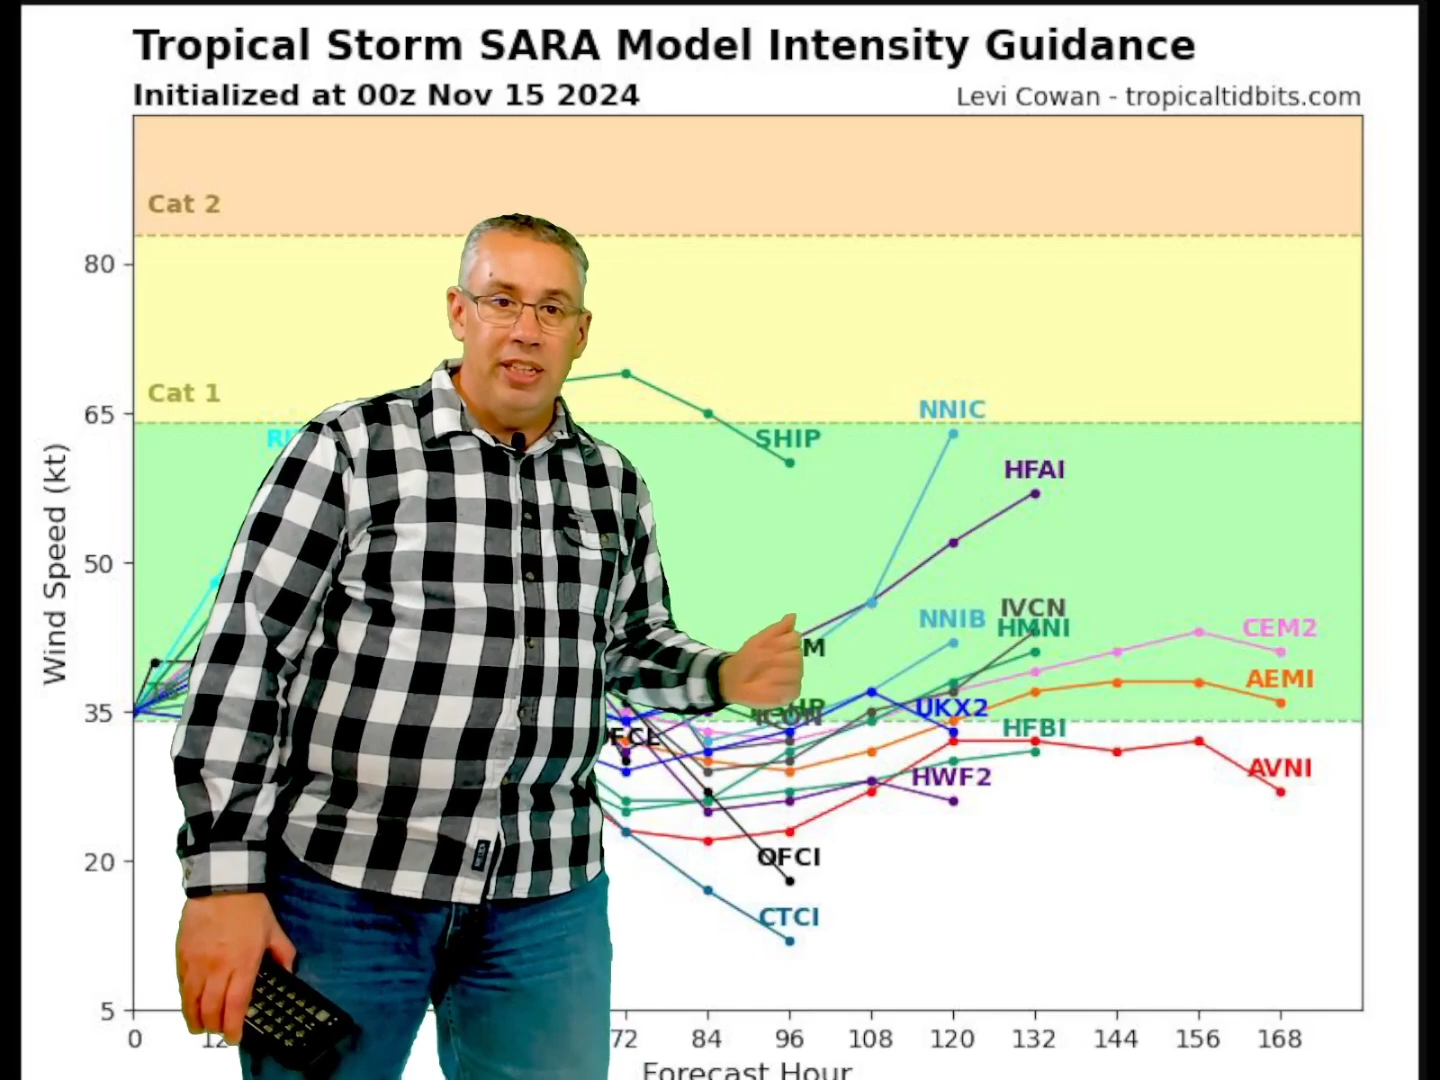 Tropical Storm SARA Model Intensity Guidance
Initialized at 00z Nov 15 2024
Levi Cowan - tropicaltidbits.com
Cat 2
80
Cat 1
65
NNIC
SHIP
HFAI
Wind Speed (kt)
50
IVCN
NNIB
HMNI
CEM2
M
AEMI
35
UKX2
ICON
HFBI
AVNI
HWF2
20
OFCI
CTCI
5
0 12 72 84 96 108 120 132 144 156 168
Forecast Hour